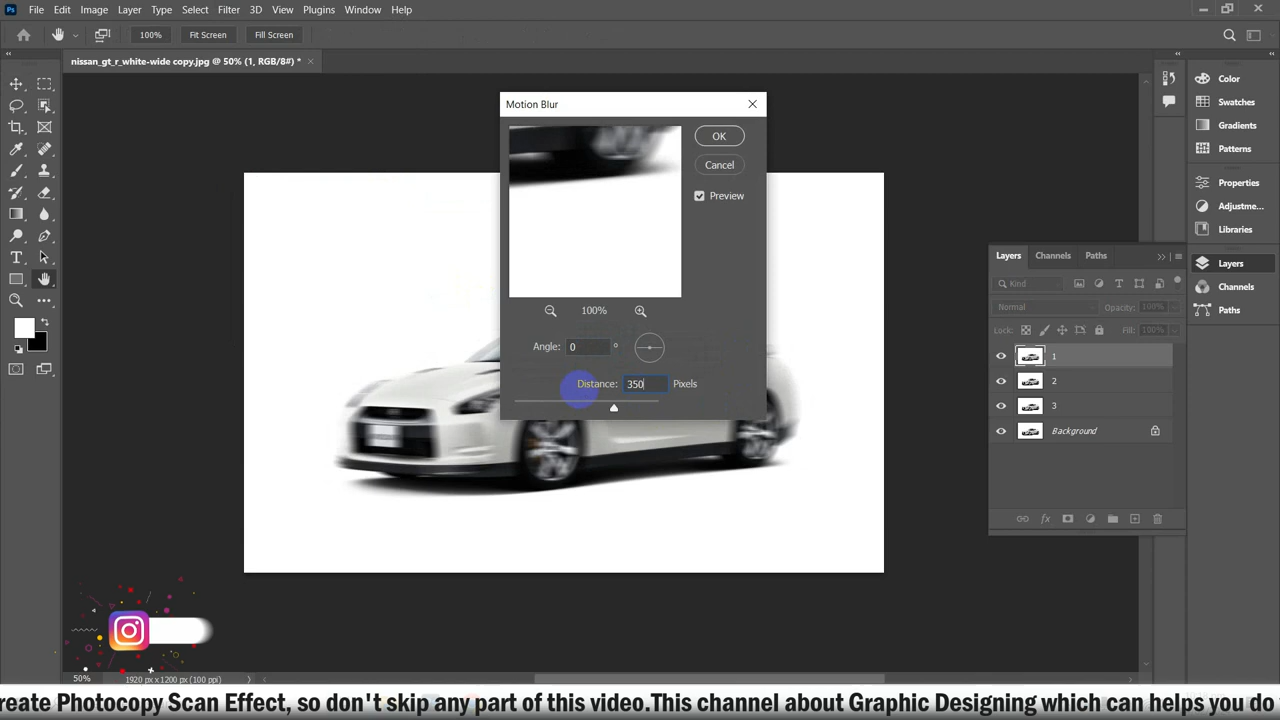 Ps File Edit Image Layer Type Select Filter 3D View Plugins Window Help
100% Fit Screen Fill Screen
nissan_gt_r_white-wide copy.jpg @ 50% (1, RGB/8#) *
Motion Blur
OK
Cancel
Preview
100%
Angle: 0 °
Distance: 350 Pixels
Color
Swatches
Gradients
Patterns
Properties
Adjustme...
Libraries
Layers
Channels
Paths
Layers Channels Paths
Kind
Normal Opacity: 100%
Lock: Fill: 100%
1
2
3
Background
fx
50% 1920 px x 1200 px (100 ppi)
reate Photocopy Scan Effect, so don't skip any part of this video.This channel about Graphic Designing which can helps you do